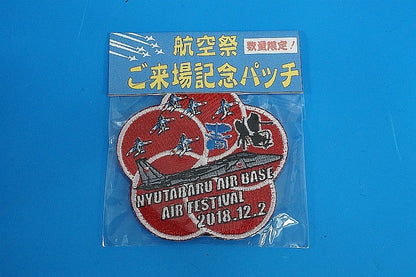 航空祭
数量限定!
ご来場記念パッチ
NYUTABARU AIR BASE
AIR FESTIVAL
2018.12.2